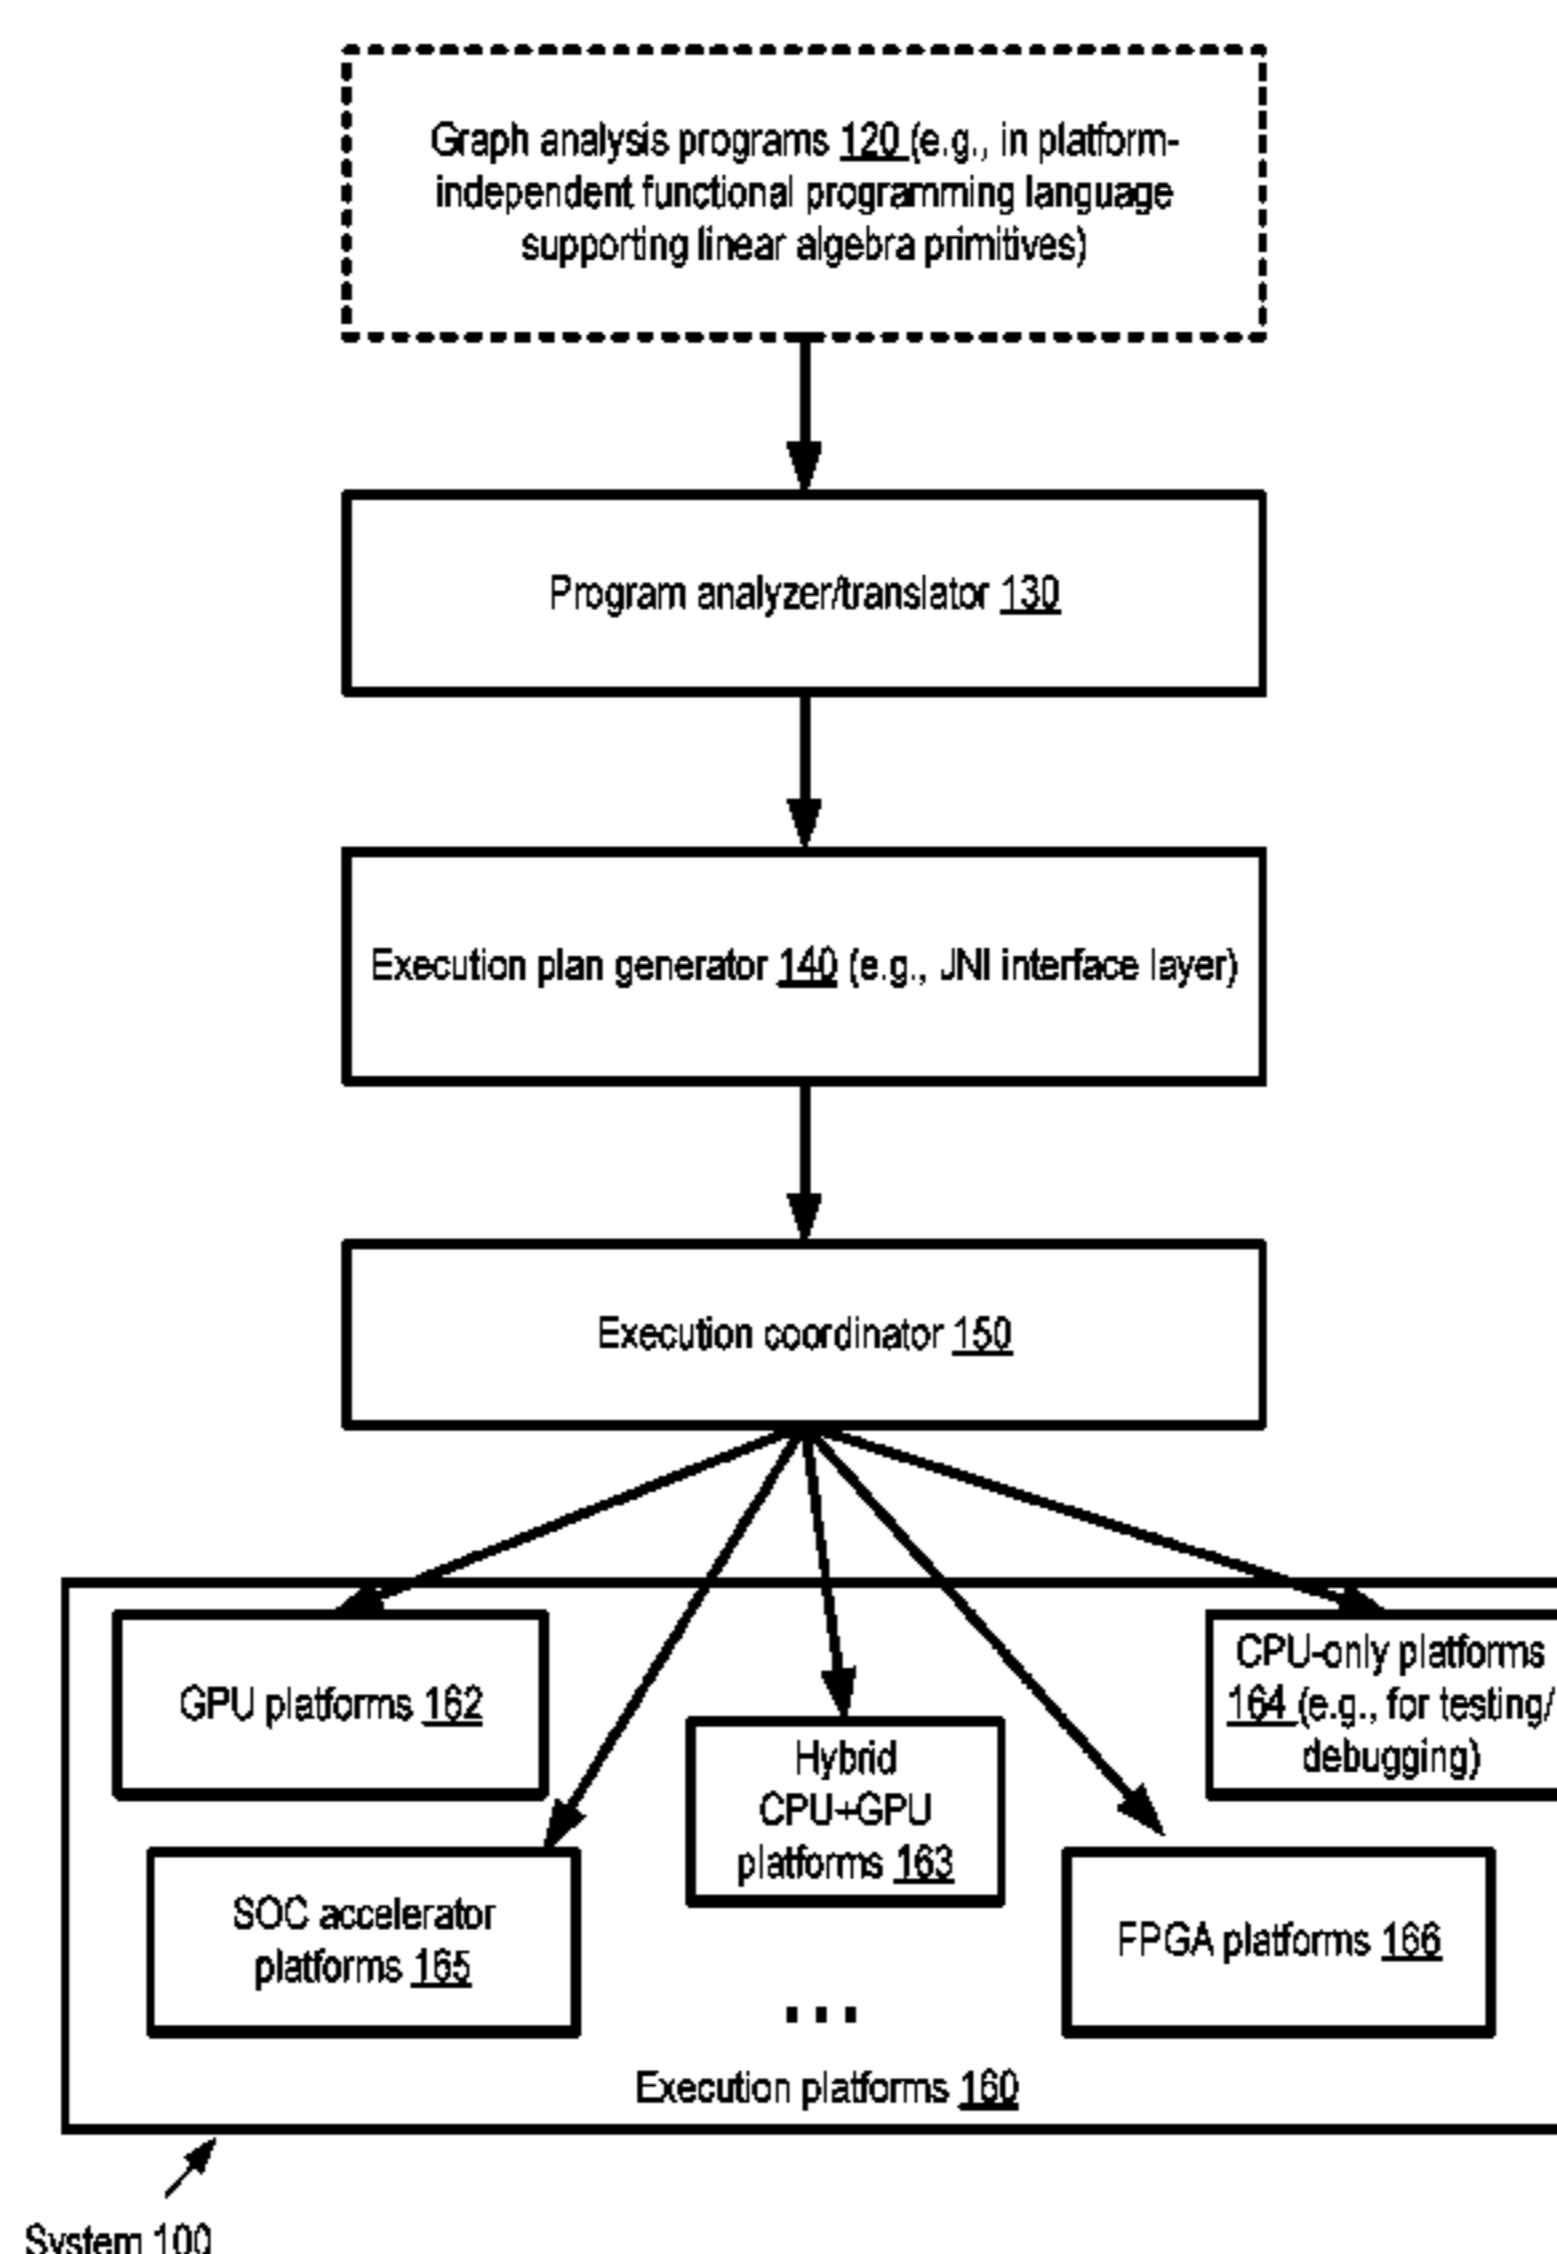 Graph analysis programs 120 (e.g., in platform-
independent functional programming language
supporting linear algebra primitives)
Program analyzer/translator 130
Execution plan generator 140 (e.g., JNI interface layer)
Execution coordinator 150
GPU platforms 162
CPU-only platforms
164 (e.g., for testing/
debugging)
Hybrid
CPU+GPU
platforms 163
SOC accelerator
platforms 165
FPGA platforms 166
...
Execution platforms 160
System 100